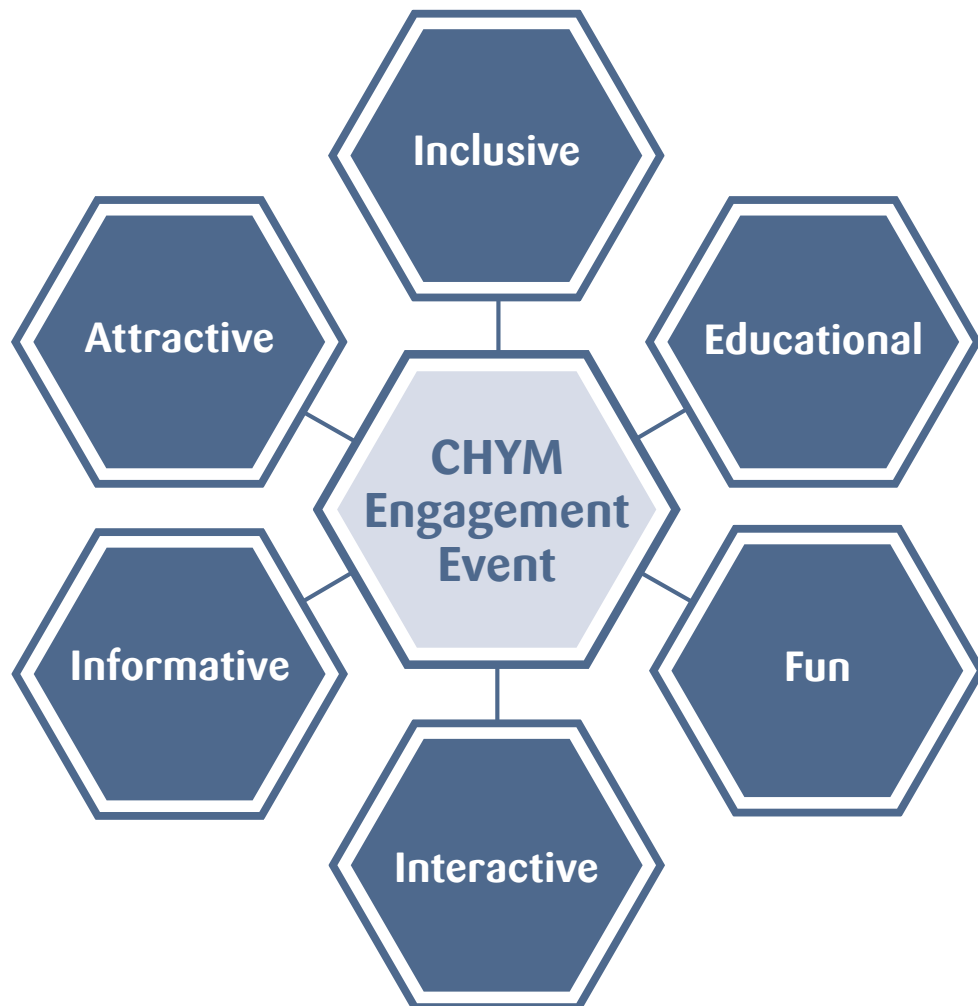 Inclusive
Attractive
Educational
CHYM
Engagement
Event
Informative
Fun
Interactive